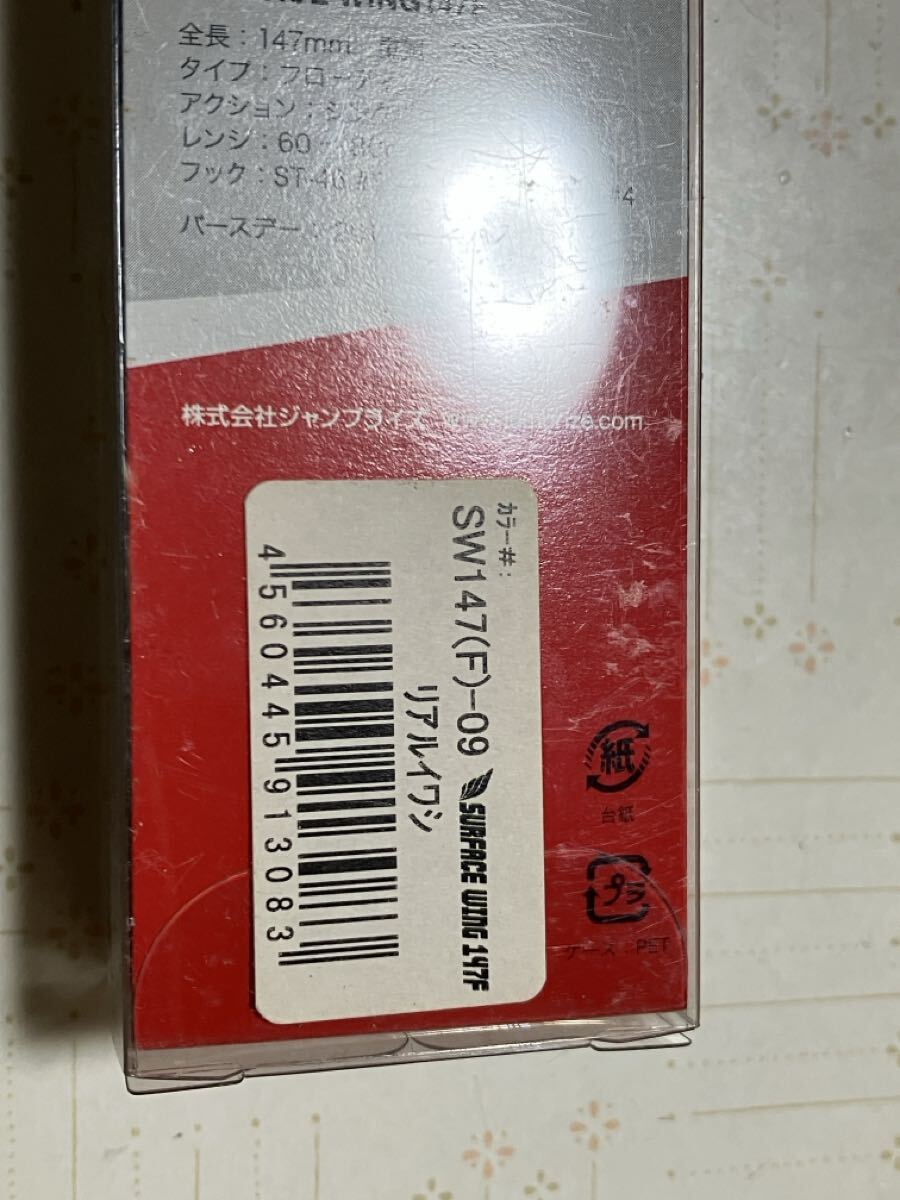 WING147F
全長：147mm
タイプ：フローティ
アクション：
レンジ：60
フック：ST-46
バースデー：
株式会社ジャンプライズ
カラー#:
SW147(F)-09
SURFACE WING 147F
リアルイワシ
4560445913083
紙
台紙
プラ
ケース：PET